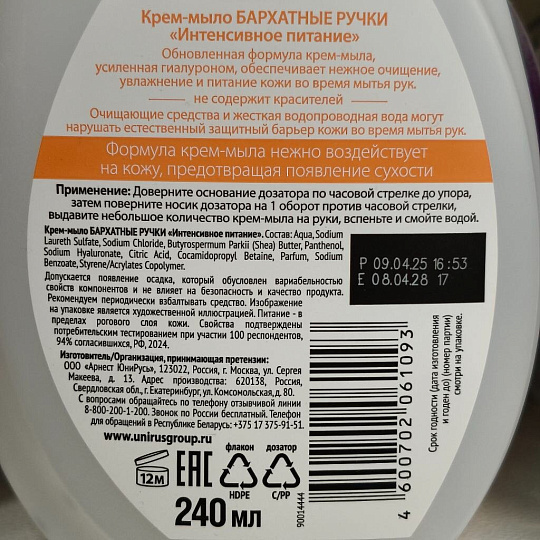 Крем-мыло БАРХАТНЫЕ РУЧКИ
«Интенсивное питание»
Обновленная формула крем-мыла,
усиленная гиалуроном, обеспечивает нежное очищение,
увлажнение и питание кожи во время мытья рук.
не содержит красителей
Очищающие средства и жесткая водопроводная вода могут
нарушать естественный защитный барьер кожи во время мытья рук.
Формула крем-мыла нежно воздействует
на кожу, предотвращая появление сухости
Применение: Доверните основание дозатора по часовой стрелке до упора,
затем поверните носик дозатора на 1 оборот против часовой стрелки,
выдавите небольшое количество крем-мыла на руки, вспеньте и смойте водой.
Крем-мыло БАРХАТНЫЕ РУЧКИ «Интенсивное питание». Состав: Aqua, Sodium
Laureth Sulfate, Sodium Chloride, Butyrospermum Parkii (Shea) Butter, Panthenol,
Sodium Hyaluronate, Citric Acid, Cocamidopropyl Betaine, Parfum, Sodium
Benzoate, Styrene/Acrylates Copolymer.
Допускается появление осадка, который обусловлен вариабельностью
свойств компонентов и не влияет на безопасность и качество продукта.
Рекомендуем периодически взбалтывать средство. Изображение
на упаковке является художественной иллюстрацией. Питание - в
пределах рогового слоя кожи. Свойства подтверждены
потребительским тестированием при участии 100 респондентов,
94% согласившихся, РФ, 2024.
Изготовитель/Организация, принимающая претензии:
ООО «Арнест ЮниРусь», 123022, Россия, г. Москва, ул. Сергея
Макеева, д. 13. Адрес производства: 620138, Россия,
Свердловская обл., г.Екатеринбург, ул. Комсомольская, д. 80.
С вопросами обращайтесь по телефону отзывчивой линии
8-800-200-1-200. Звонок по России бесплатный. Телефон
для обращений в Республике Беларусь: +375 17 375-91-51.
www.unirusgroup.ru
P 09.04.25 16:53
E 08.04.28 17
Срок годности (дата изготовления
и годен до) (номер партии)
смотри на упаковке.
4 600702 061093
12М
EAC
флакон
HDPE
дозатор
C/PP
90014444
240 мл